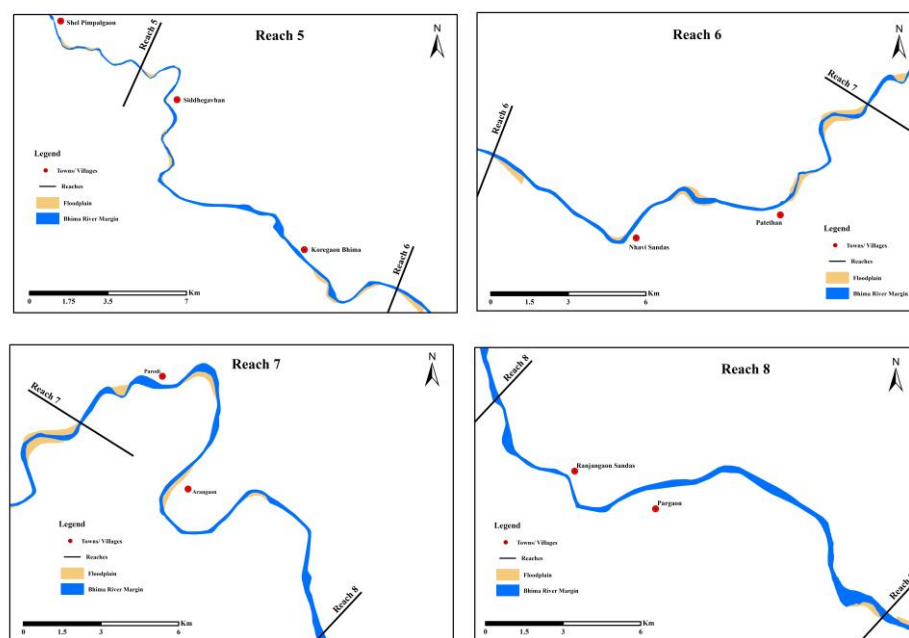 Shel Pimpalgaon
Reach 5
Reach 5
N
Siddhegavhan
Legend
Towns/ Villages
Reaches
Floodplain
Bhima River Margin
Koregaon Bhima
Reach 6
Km
0 1.75 3.5 7
Reach 6
N
Reach 7
Reach 6
Patethan
Nhavi Sandas
Legend
Towns/ Villages
Reaches
Floodplain
Bhima River Margin
Km
0 1.5 3 6
Reach 7
N
Parodi
Reach 7
Arangaon
Legend
Towns/ Villages
Reaches
Floodplain
Bhima River Margin
Reach 8
Km
0 2 4 6
Reach 8
N
Reach 8
Ranjangaon Sandas
Pargaon
Legend
Towns/ Villages
Reaches
Floodplain
Bhima River Margin
Km
0 1.5 3 6